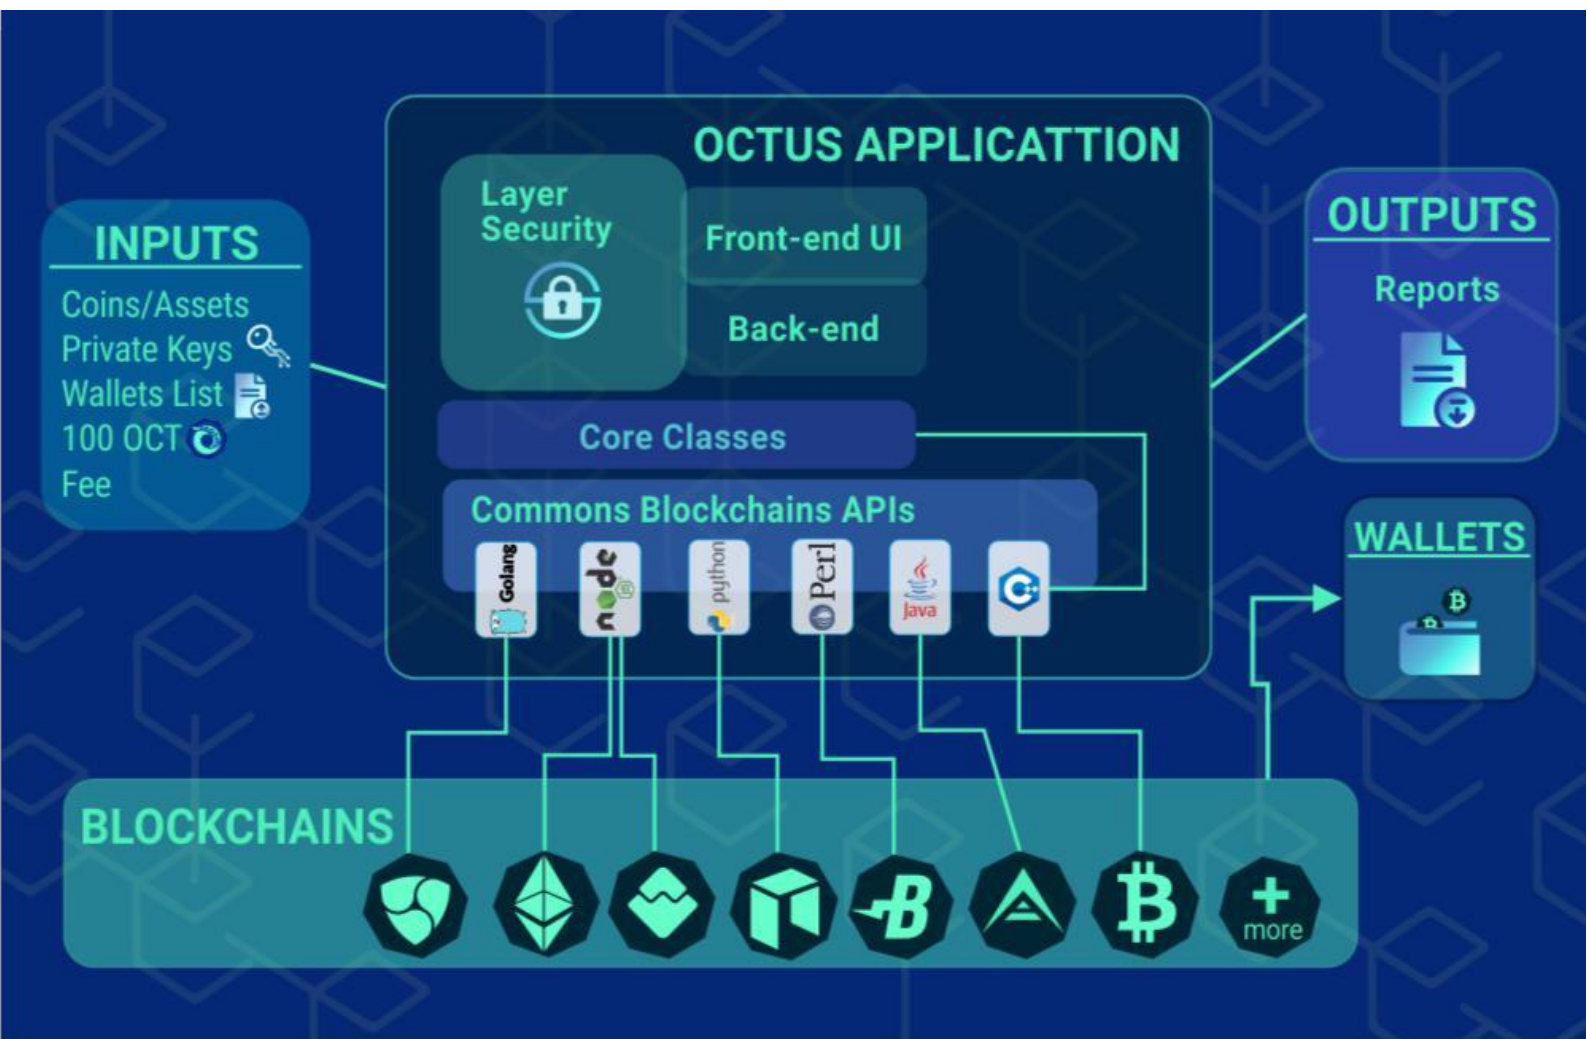 OCTUS APPLICATTION
Layer
Security
Front-end UI
Back-end
Core Classes
Commons Blockchains APIs
Golang
node
JS
python
Perl
Java
C++
INPUTS
Coins/Assets
Private Keys
Wallets List
100 OCT
Fee
OUTPUTS
Reports
WALLETS
BLOCKCHAINS
+
more